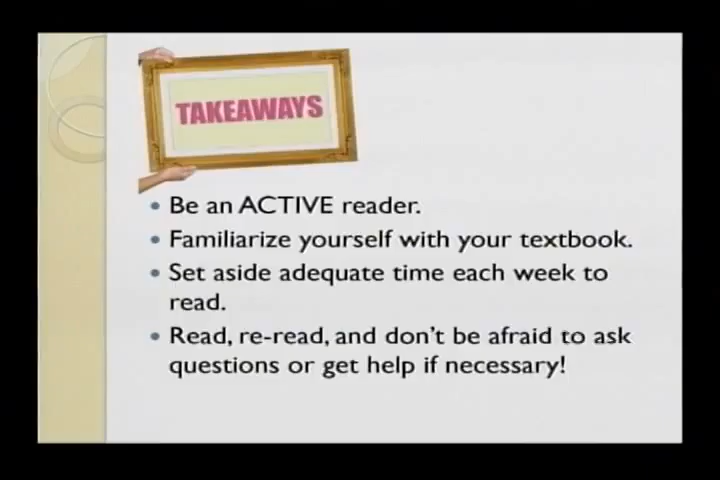 TAKEAWAYS
• Be an ACTIVE reader.
• Familiarize yourself with your textbook.
• Set aside adequate time each week to
read.
• Read, re-read, and don't be afraid to ask
questions or get help if necessary!